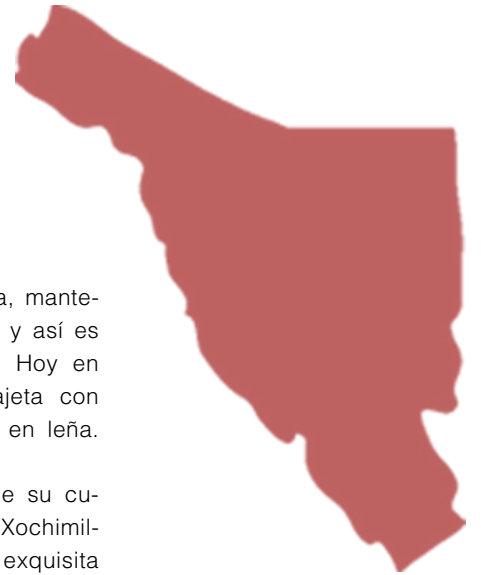 a, mante-
y así es
Hoy en
ajeta con
en leña.
e su cu-
Xochimil-
exquisita